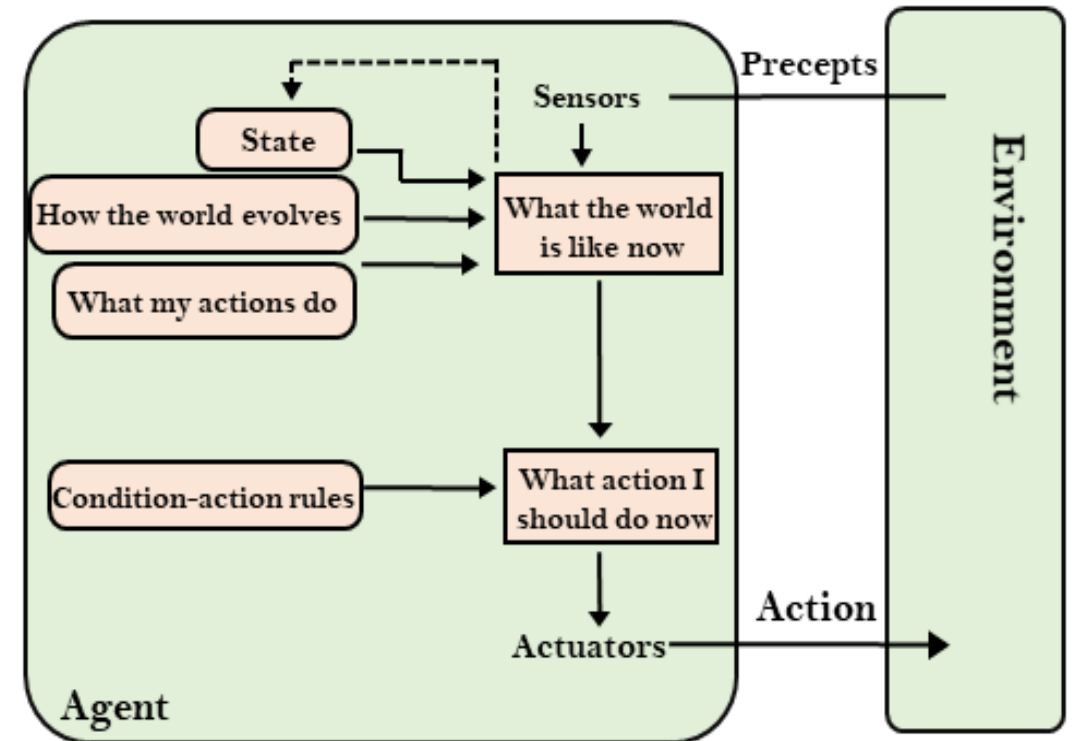 Precepts
Sensors
State
How the world evolves
What the world
is like now
What my actions do
Environment
Condition-action rules
What action I
should do now
Action
Actuators
Agent